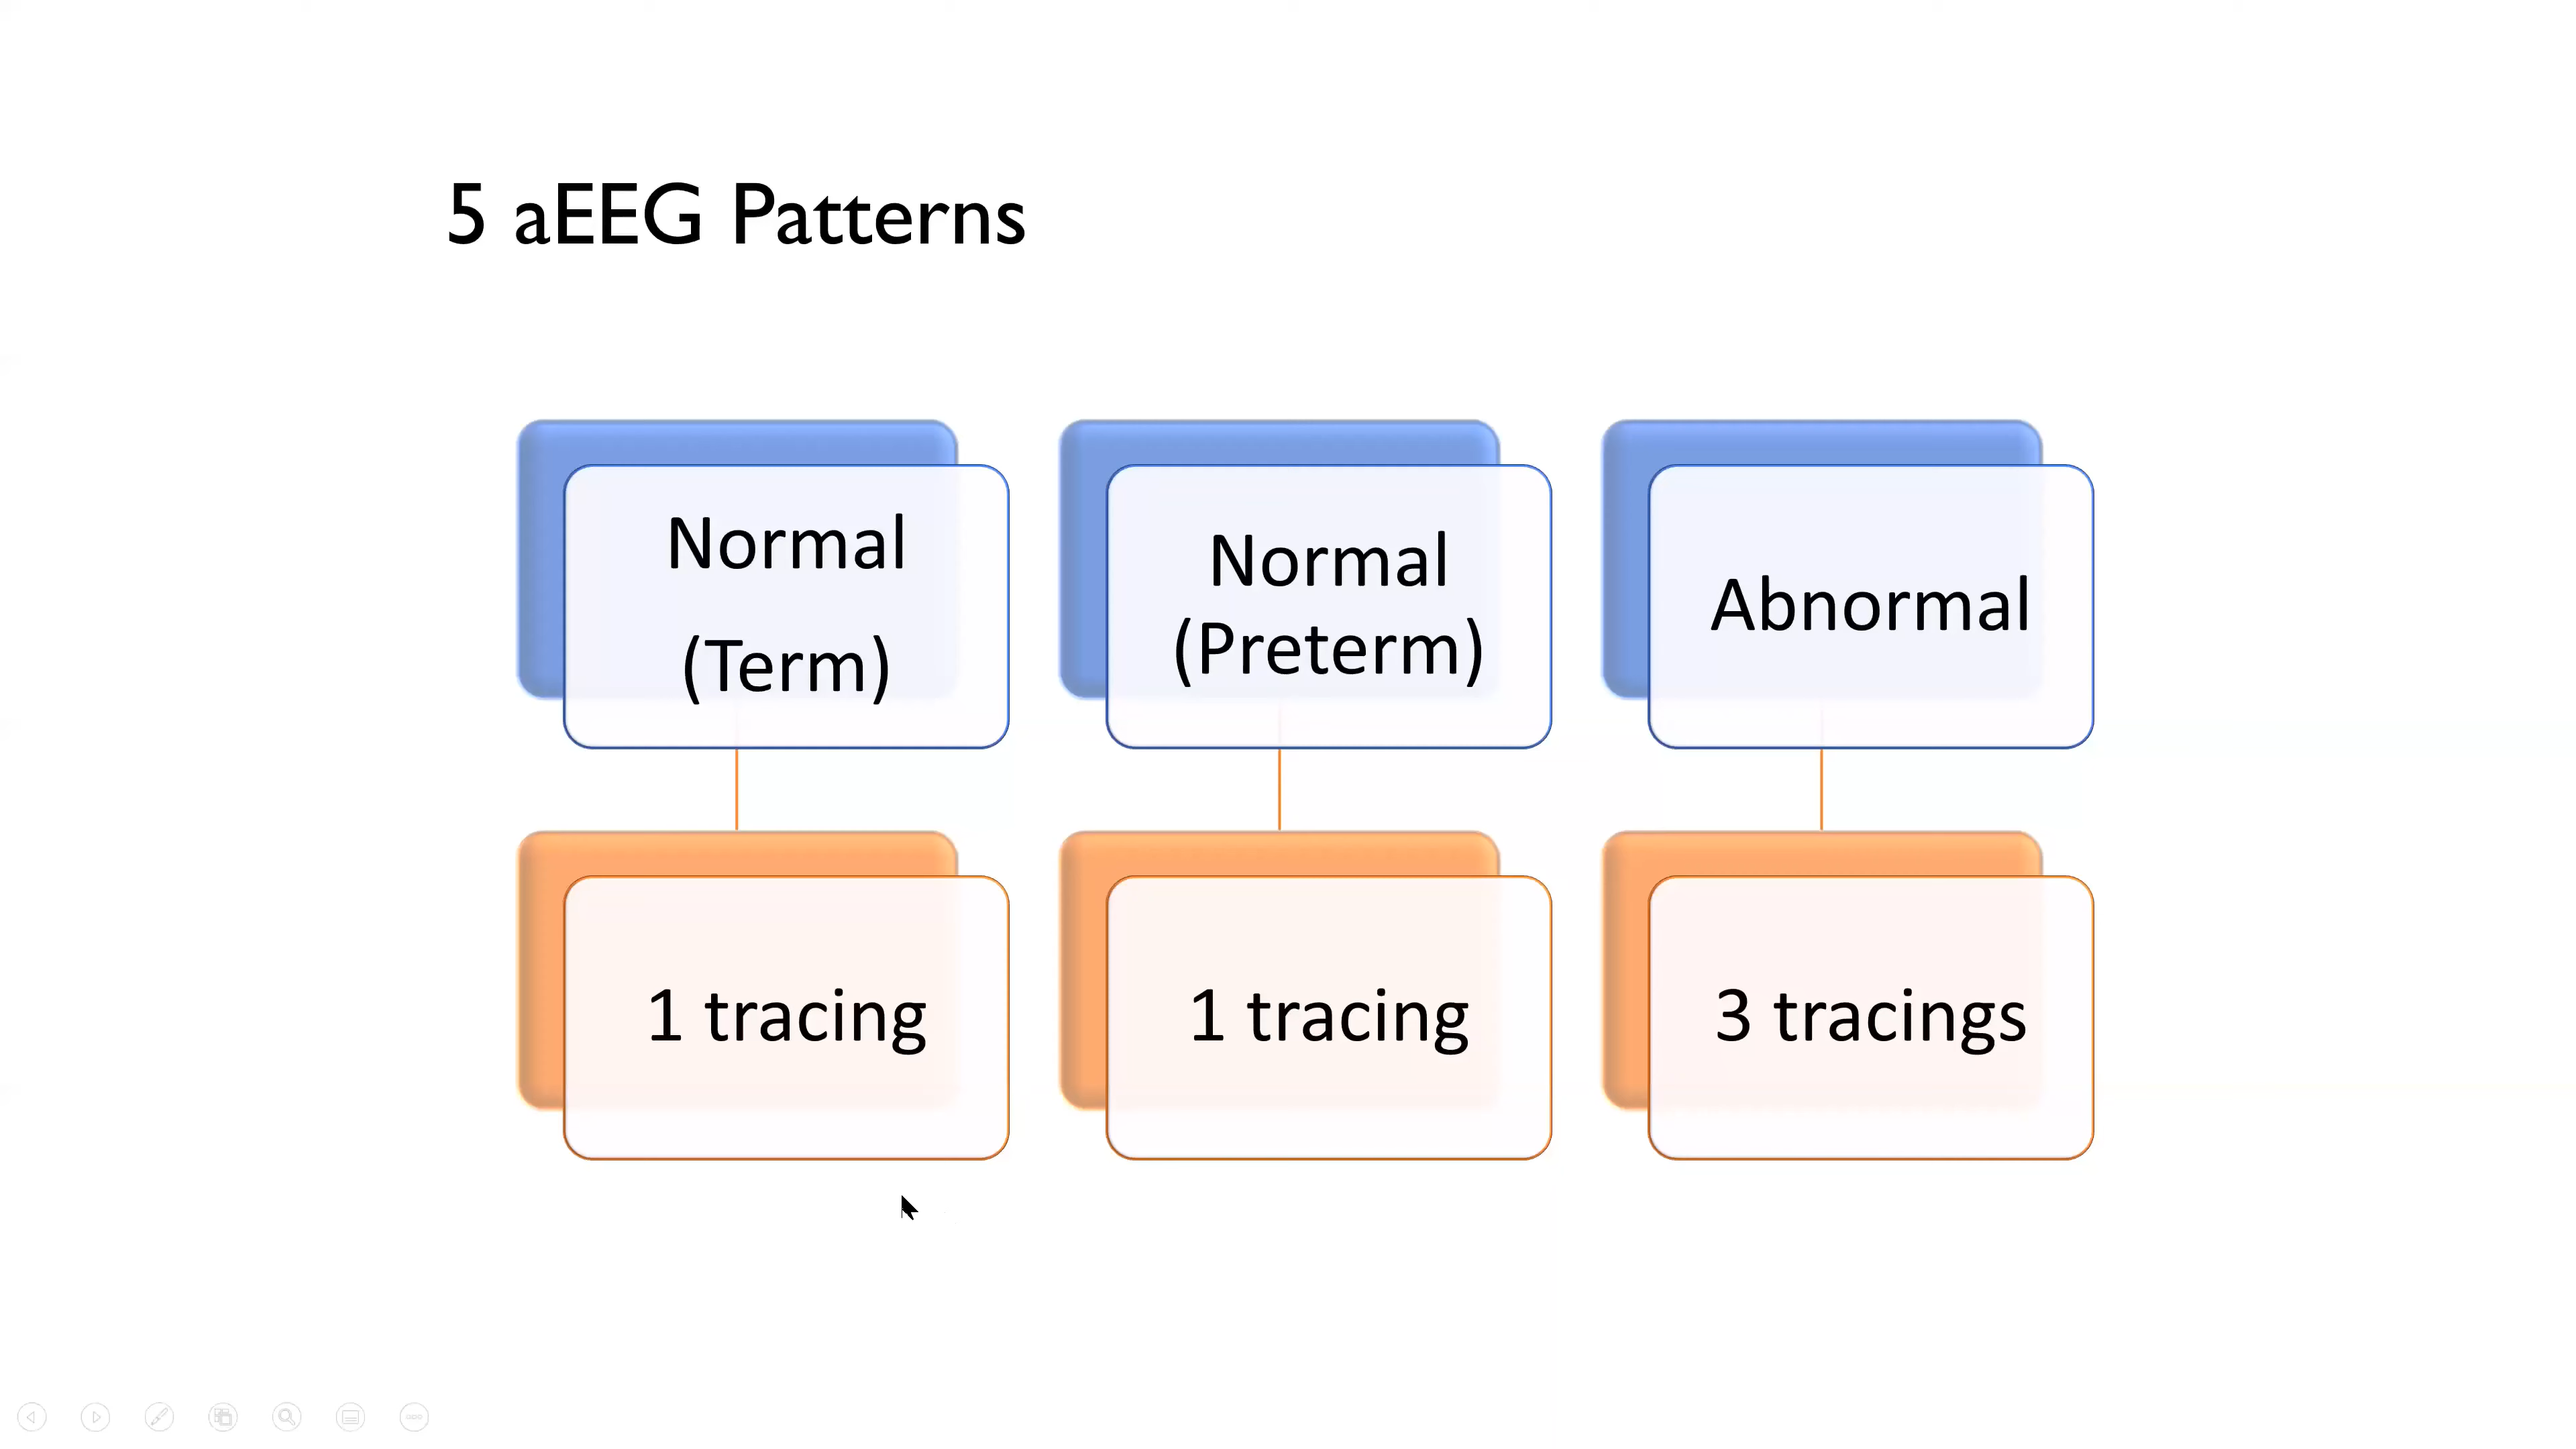 5 aEEG Patterns
Normal
(Term)
Normal
(Preterm)
Abnormal
1 tracing
1 tracing
3 tracings